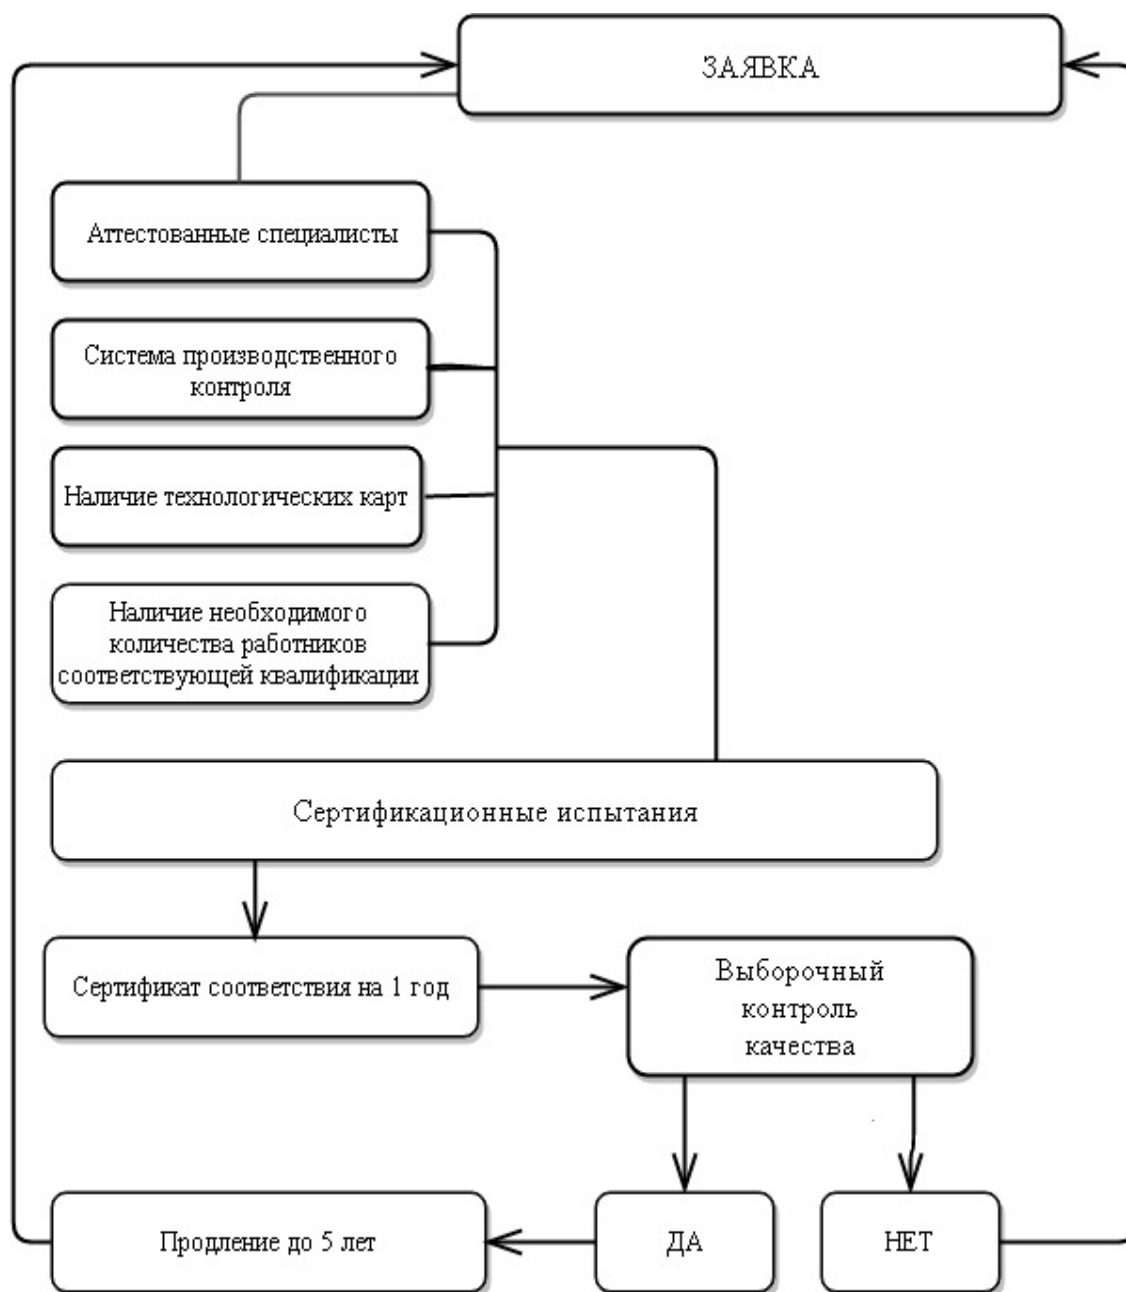 ЗАЯВКА
Аттестованные специалисты
Система производственного
контроля
Наличие технологических карт
Наличие необходимого
количества работников
соответствующей квалификации
Сертификационные испытания
Сертификат соответствия на 1 год
Выборочный
контроль
качества
Продление до 5 лет
ДА
НЕТ